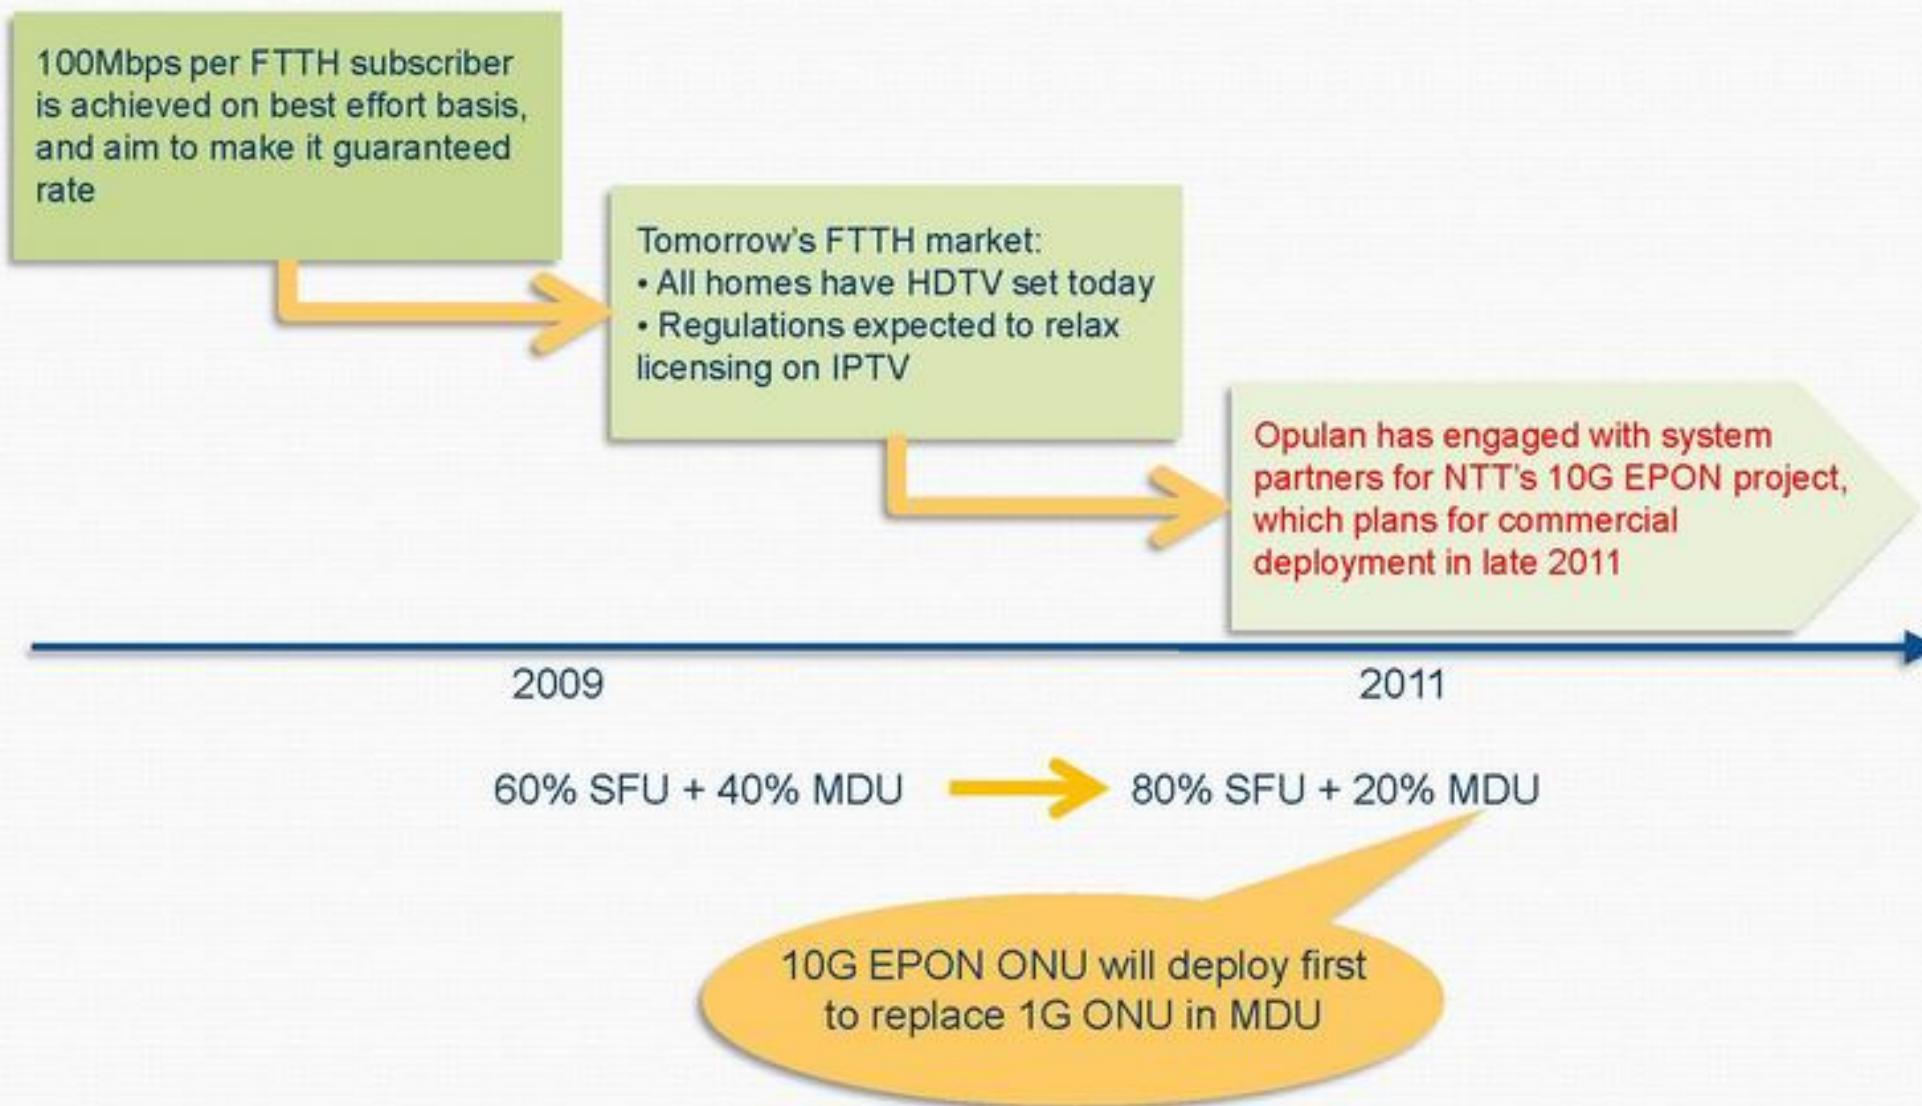 100Mbps per FTTH subscriber
is achieved on best effort basis,
and aim to make it guaranteed
rate
Tomorrow's FTTH market:
• All homes have HDTV set today
• Regulations expected to relax
licensing on IPTV
Opulan has engaged with system
partners for NTT's 10G EPON project,
which plans for commercial
deployment in late 2011
2009
2011
60% SFU + 40% MDU
80% SFU + 20% MDU
10G EPON ONU will deploy first
to replace 1G ONU in MDU